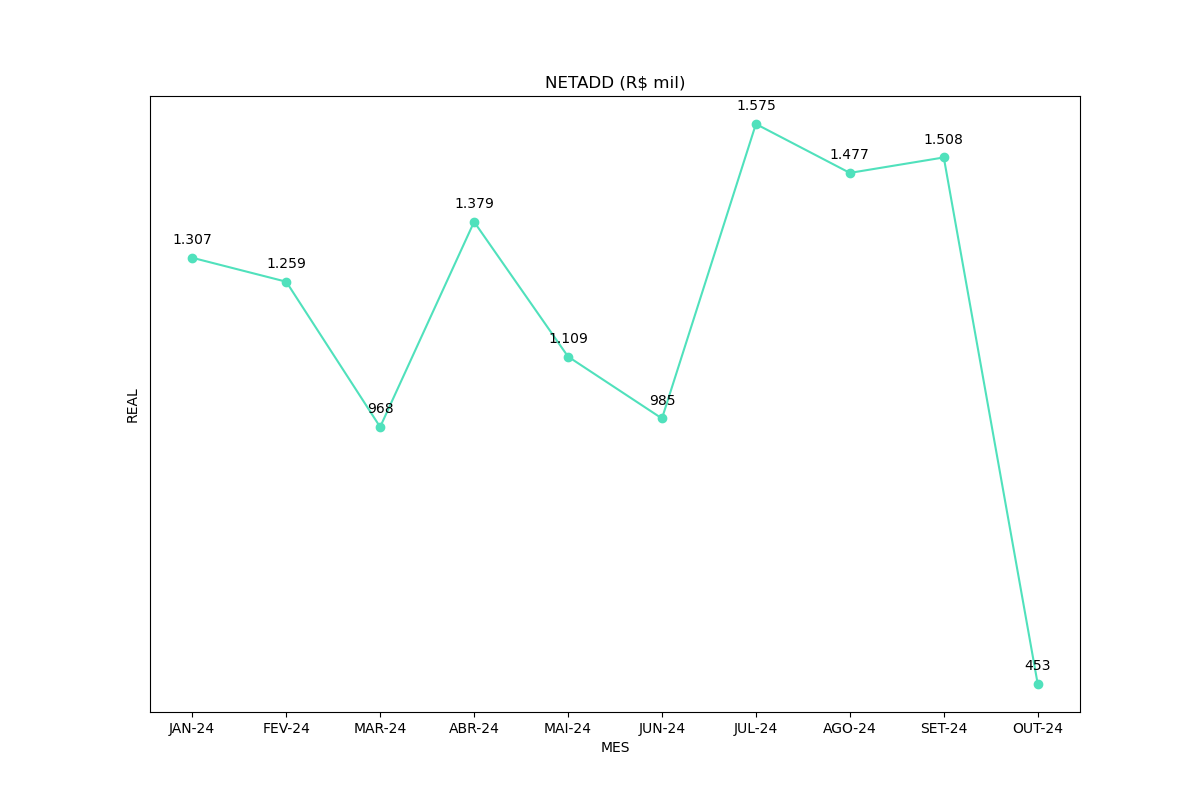 NETADD (R$ mil)
1.575
1.508
1.477
1.379
1.307
1.259
1.109
985
968
453
REAL
JAN-24 FEV-24 MAR-24 ABR-24 MAI-24 JUN-24 JUL-24 AGO-24 SET-24 OUT-24
MES